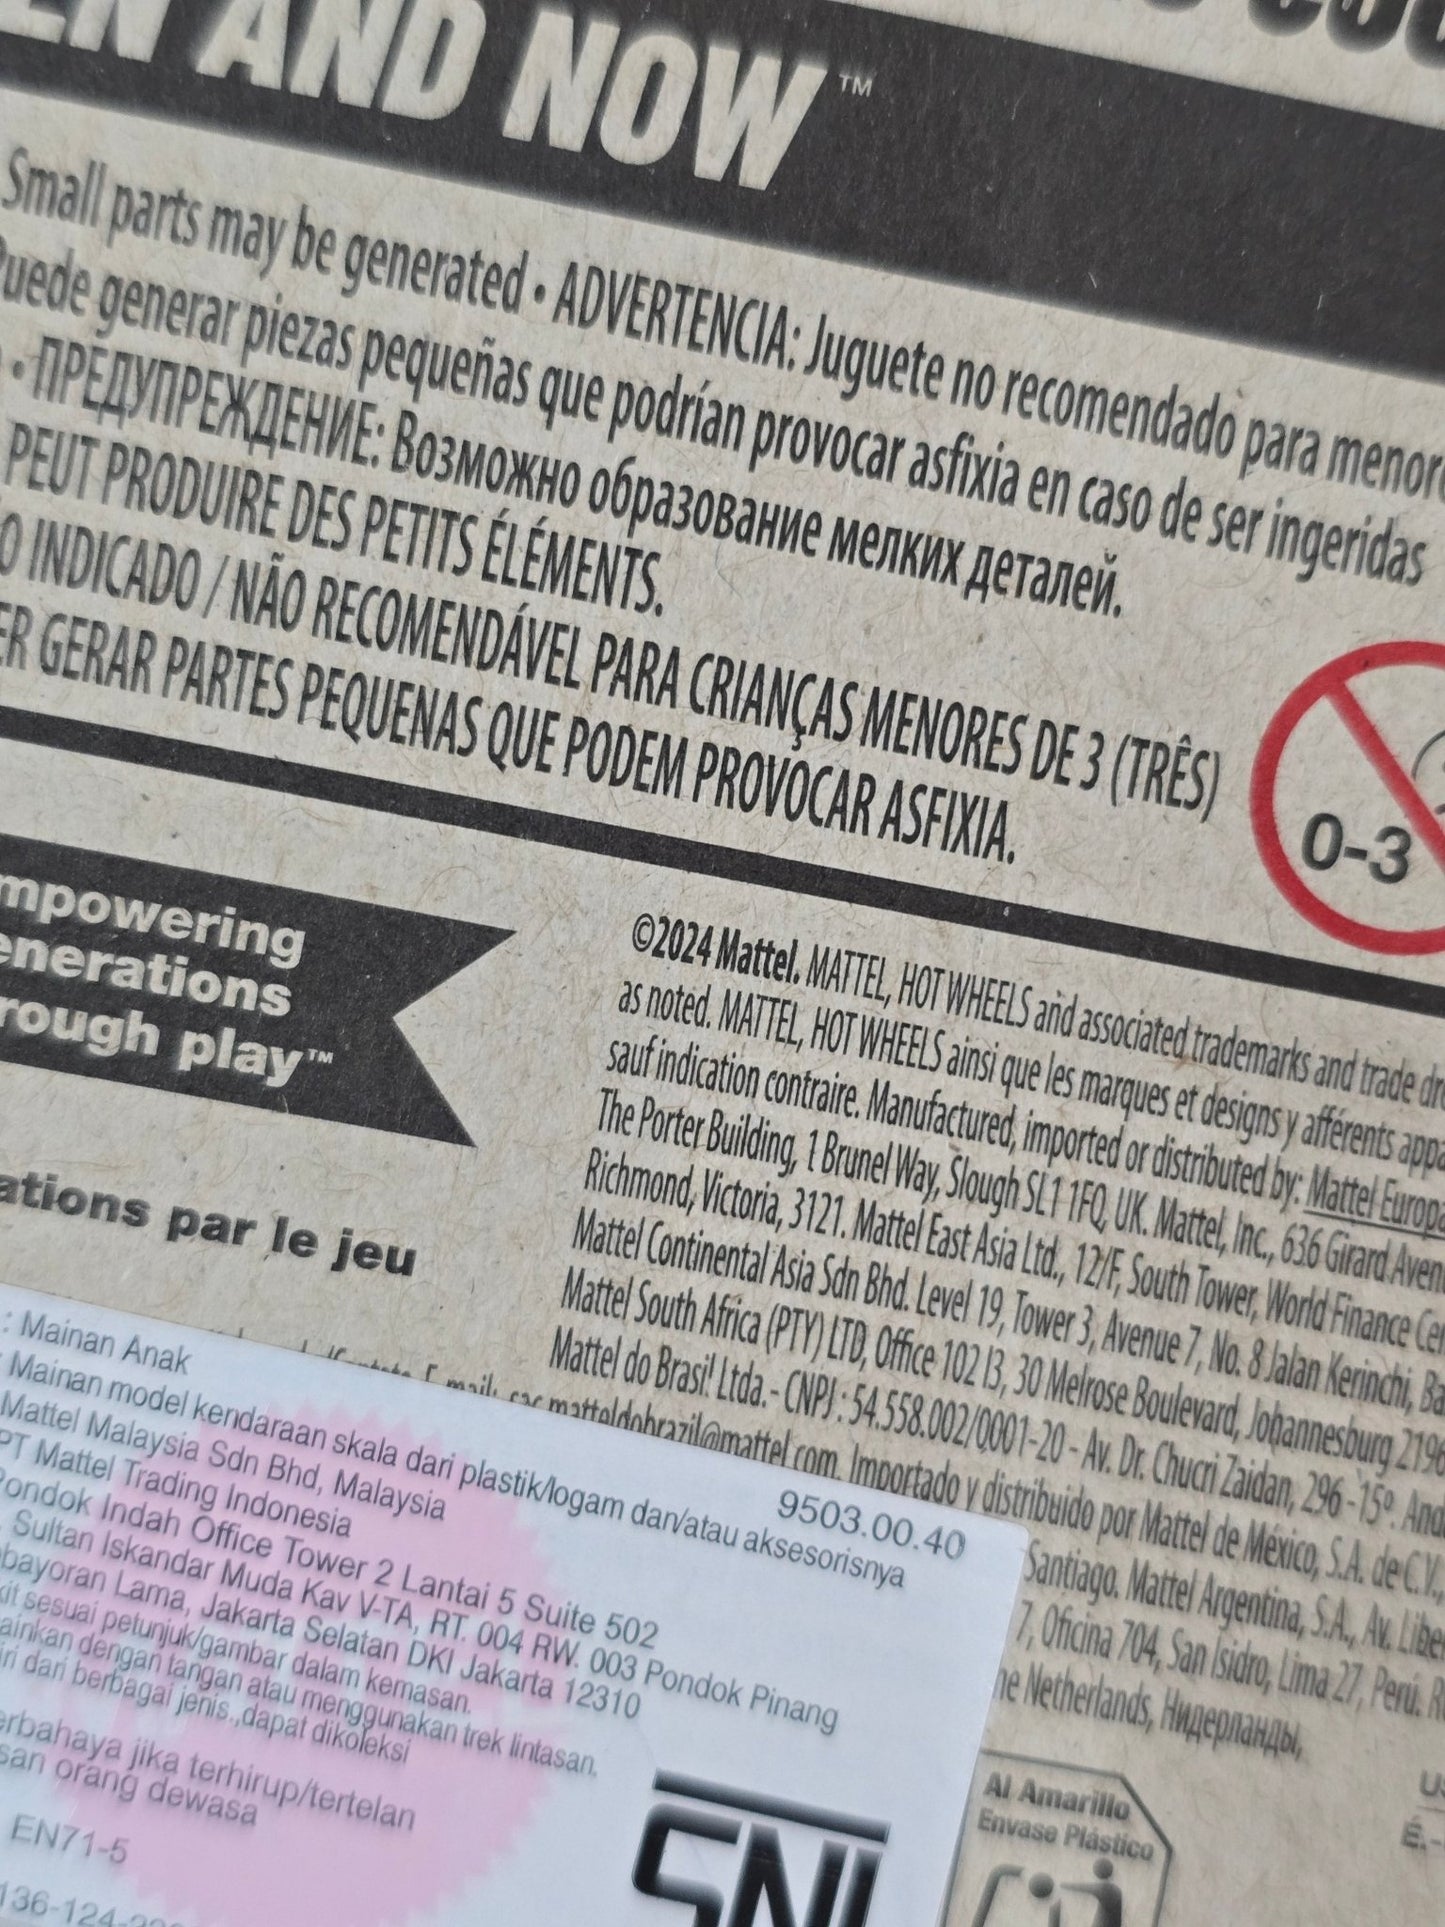 AND NOW™
Small parts may be generated • ADVERTENCIA: Juguete no recomendado para
Puede generar piezas pequeñas que podrían provocar asfixia en caso de ser ingeridas
• ПРЕДУПРЕЖДЕНИЕ: Возможно образование мелких деталей.
PEUT PRODUIRE DES PETITS ÉLÉMENTS.
INDICADO / NÃO RECOMENDÁVEL PARA CRIANÇAS MENORES DE 3 (TRÊS)
GERAR PARTES PEQUENAS QUE PODEM PROVOCAR ASFIXIA.
0-3
mpowering
enerations
rough play™
ations par le jeu
©2024 Mattel. MATTEL, HOT WHEELS and associated trademarks and trade
as noted. MATTEL, HOT WHEELS ainsi que les marques et designs y afférents
sauf indication contraire. Manufactured, imported or distributed by: Mattel Europa
The Porter Building, 1 Brunel Way, Slough SL1 1FQ, UK. Mattel, Inc., 636 Girard
Richmond, Victoria, 3121. Mattel East Asia Ltd., 12/F, South Tower, World Finance
Mattel Continental Asia Sdn Bhd. Level 19, Tower 3, Avenue 7, No. 8 Jalan Kerinchi,
Mattel South Africa (PTY) LTD, Office 102 I3, 30 Melrose Boulevard, Johannesburg 2196
Mattel do Brasil Ltda.- CNPJ : 54.558.002/0001-20 - Av. Dr. Chucri Zaidan, 296 -15º.
matteldobrazil@mattel.com. Importado y distribuido por Mattel de México, S.A. de C.V.,
Santiago. Mattel Argentina, S.A., Av.
7, Oficina 704, San Isidro, Lima 27, Perú.
Netherlands, Нидерланды,
: Mainan Anak
: Mainan model kendaraan skala dari plastik/logam dan/atau aksesorisnya
9503.00.40
Mattel Malaysia Sdn Bhd, Malaysia
PT Mattel Trading Indonesia
Pondok Indah Office Tower 2 Lantai 5 Suite 502
Sultan Iskandar Muda Kav V-TA, RT. 004 RW. 003 Pondok Pinang
bayoran Lama, Jakarta Selatan DKI Jakarta 12310
sesuai petunjuk/gambar dalam kemasan.
ainkan dengan tangan atau menggunakan trek lintasan.
dari berbagai jenis.,dapat dikoleksi
erbahaya jika terhirup/tertelan
orang dewasa
EN71-5
136-124-
SNI
Al Amarillo
Envase Plástico